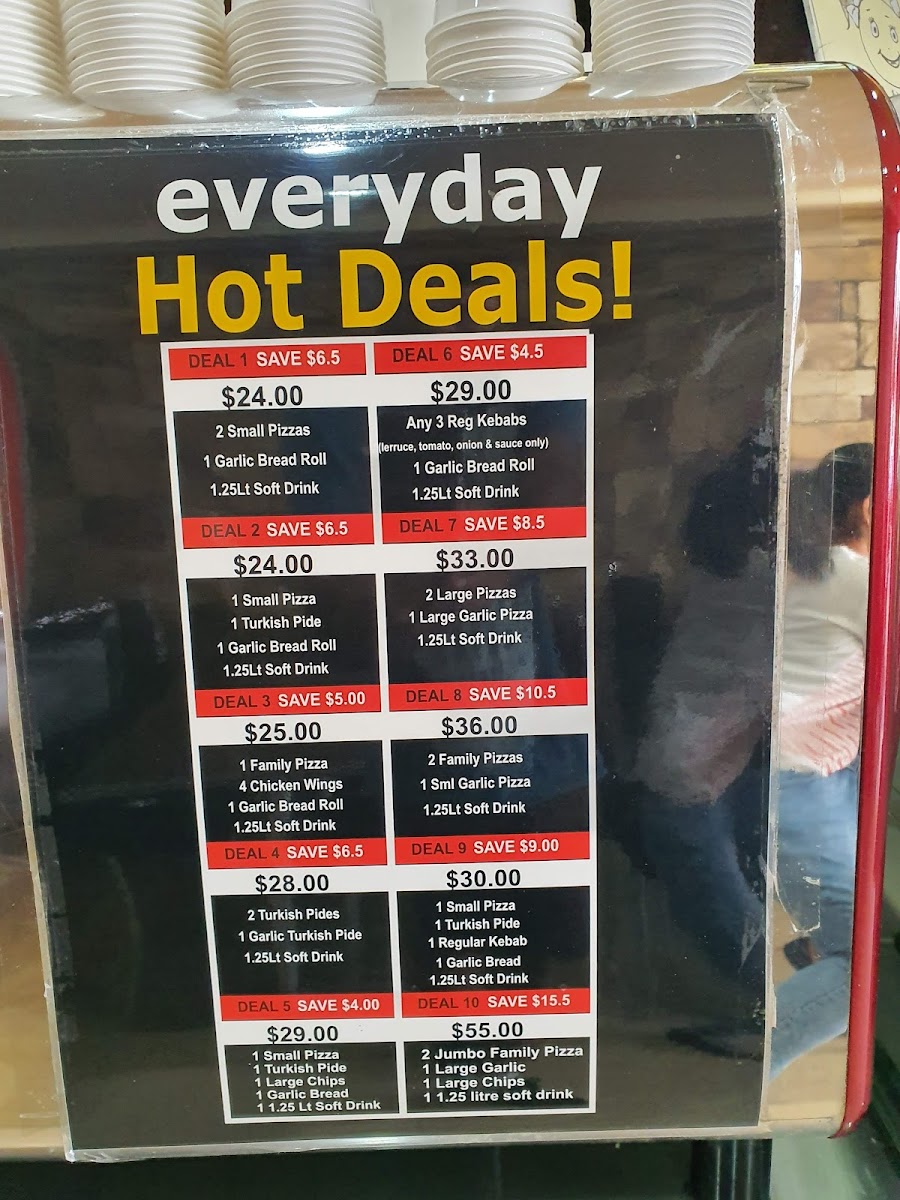 everyday
Hot Deals!
DEAL 1 SAVE $6.5
$24.00
2 Small Pizzas
1 Garlic Bread Roll
1.25Lt Soft Drink
DEAL 2 SAVE $6.5
$24.00
1 Small Pizza
1 Turkish Pide
1 Garlic Bread Roll
1.25Lt Soft Drink
DEAL 3 SAVE $5.00
$25.00
1 Family Pizza
4 Chicken Wings
1 Garlic Bread Roll
1.25Lt Soft Drink
DEAL 4 SAVE $6.5
$28.00
2 Turkish Pides
1 Garlic Turkish Pide
1.25Lt Soft Drink
DEAL 5 SAVE $4.00
$29.00
1 Small Pizza
1 Turkish Pide
1 Large Chips
1 Garlic Bread
1 1.25 Lt Soft Drink
DEAL 6 SAVE $4.5
$29.00
Any 3 Reg Kebabs
(lerruce, tomato, onion & sauce only)
1 Garlic Bread Roll
1.25Lt Soft Drink
DEAL 7 SAVE $8.5
$33.00
2 Large Pizzas
1 Large Garlic Pizza
1.25Lt Soft Drink
DEAL 8 SAVE $10.5
$36.00
2 Family Pizzas
1 Sml Garlic Pizza
1.25Lt Soft Drink
DEAL 9 SAVE $9.00
$30.00
1 Small Pizza
1 Turkish Pide
1 Regular Kebab
1 Garlic Bread
1.25Lt Soft Drink
DEAL 10 SAVE $15.5
$55.00
2 Jumbo Family Pizza
1 Large Garlic
1 Large Chips
1 1.25 litre soft drink